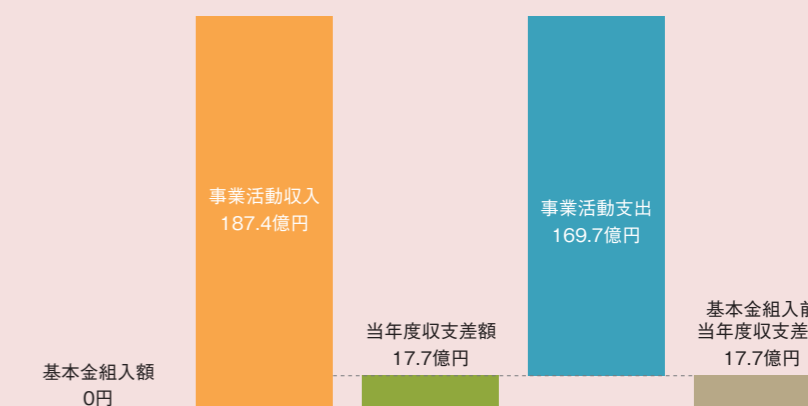 事業活動収入
187.4億円
事業活動支出
169.7億円
基本金組入前
当年度収支差
17.7億円
当年度収支差額
17.7億円
基本金組入額
0円